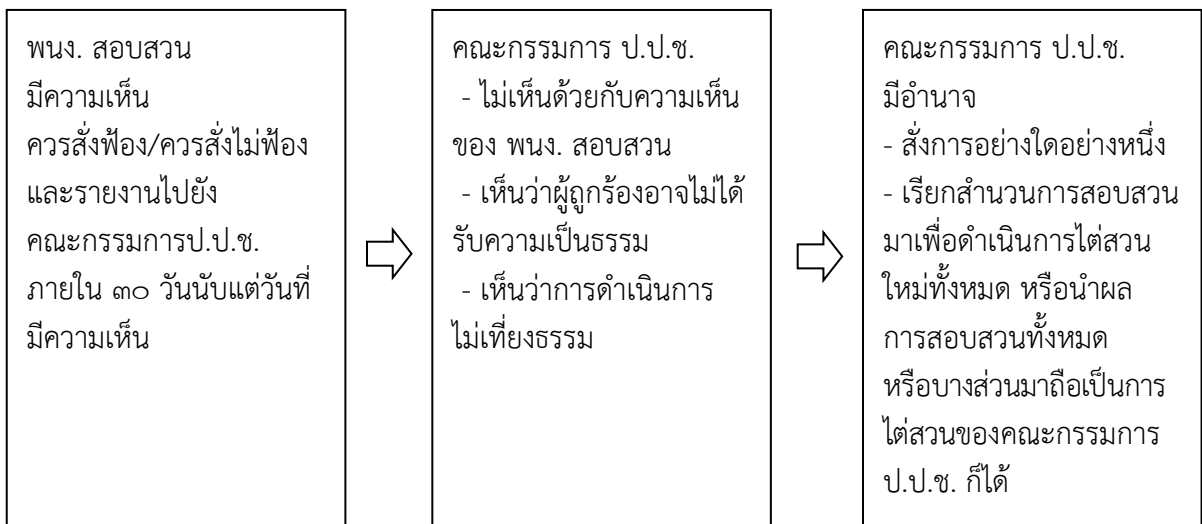 พนง. สอบสวน
มีความเห็น
ควรสั่งฟ้อง/ควรสั่งไม่ฟ้อง
และรายงานไปยัง
คณะกรรมการป.ป.ช.
ภายใน ๓๐ วันนับแต่วันที่
มีความเห็น
คณะกรรมการ ป.ป.ช.
- ไม่เห็นด้วยกับความเห็น
ของ พนง. สอบสวน
- เห็นว่าผู้ถูกร้องอาจไม่ได้
รับความเป็นธรรม
- เห็นว่าการดำเนินการ
ไม่เที่ยงธรรม
คณะกรรมการ ป.ป.ช.
มีอำนาจ
- สั่งการอย่างใดอย่างหนึ่ง
- เรียกสำนวนการสอบสวน
มาเพื่อดำเนินการไต่สวน
ใหม่ทั้งหมด หรือนำผล
การสอบสวนทั้งหมด
หรือบางส่วนมาถือเป็นการ
ไต่สวนของคณะกรรมการ
ป.ป.ช. ก็ได้